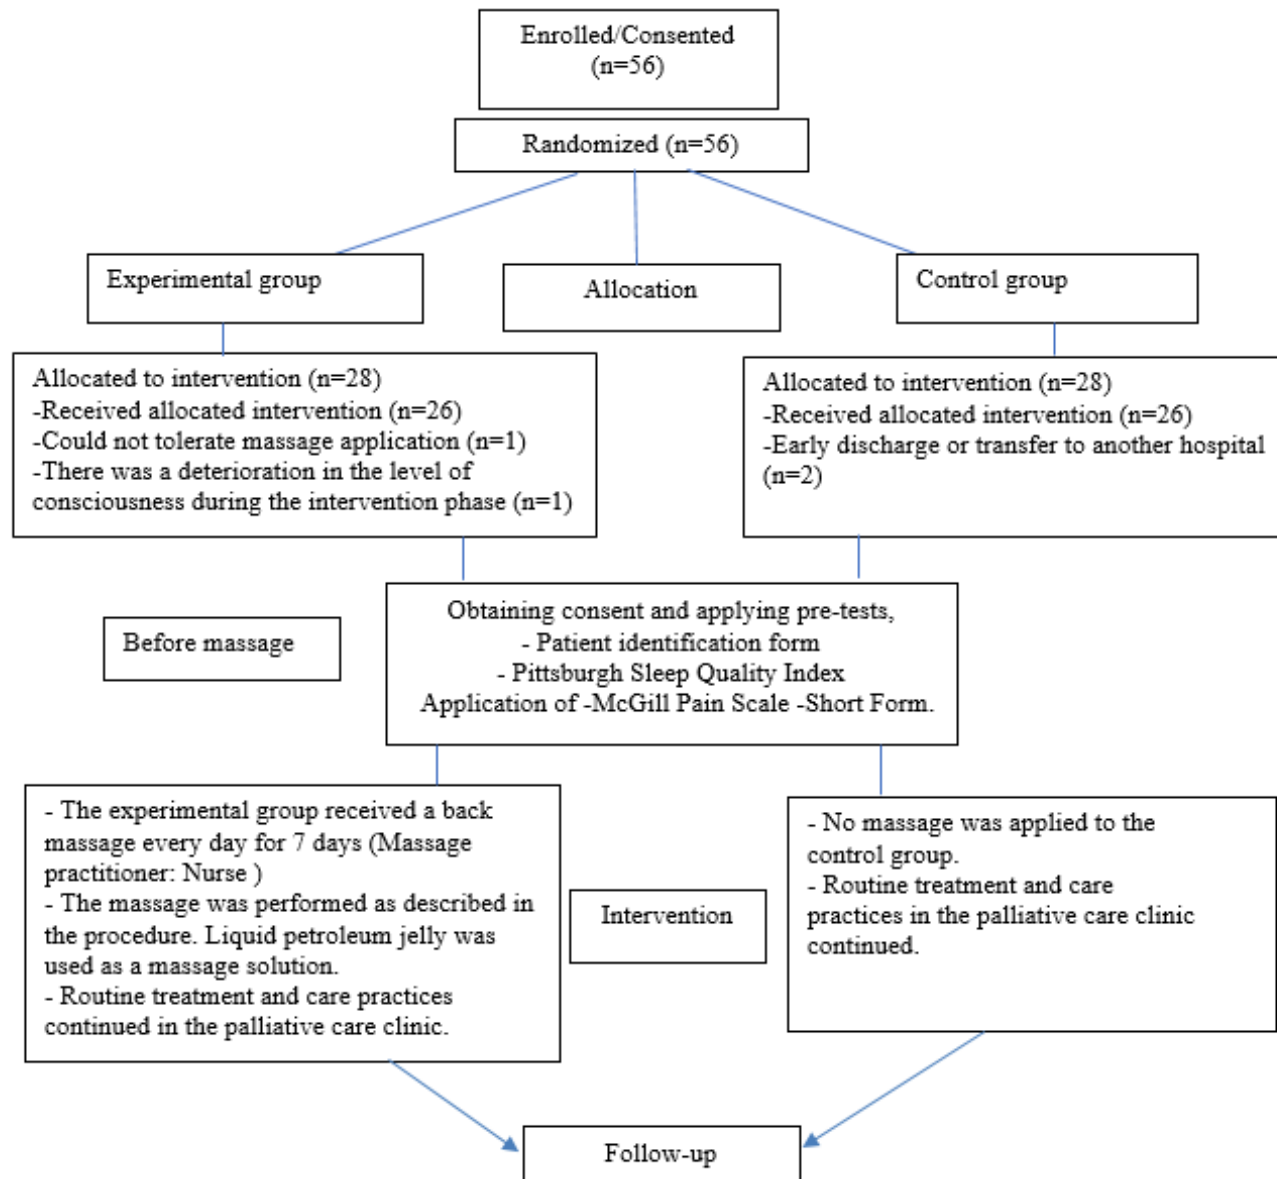 Enrolled/Consented
(n=56)
Randomized (n=56)
Experimental group
Allocation
Control group
Allocated to intervention (n=28)
-Received allocated intervention (n=26)
-Could not tolerate massage application (n=1)
-There was a deterioration in the level of
consciousness during the intervention phase (n=1)
Allocated to intervention (n=28)
-Received allocated intervention (n=26)
-Early discharge or transfer to another hospital
(n=2)
Before massage
Obtaining consent and applying pre-tests,
- Patient identification form
- Pittsburgh Sleep Quality Index
Application of -McGill Pain Scale -Short Form.
- The experimental group received a back
massage every day for 7 days (Massage
practitioner: Nurse )
- The massage was performed as described in
the procedure. Liquid petroleum jelly was
used as a massage solution.
- Routine treatment and care practices
continued in the palliative care clinic.
Intervention
- No massage was applied to the
control group.
- Routine treatment and care
practices in the palliative care clinic
continued.
Follow-up